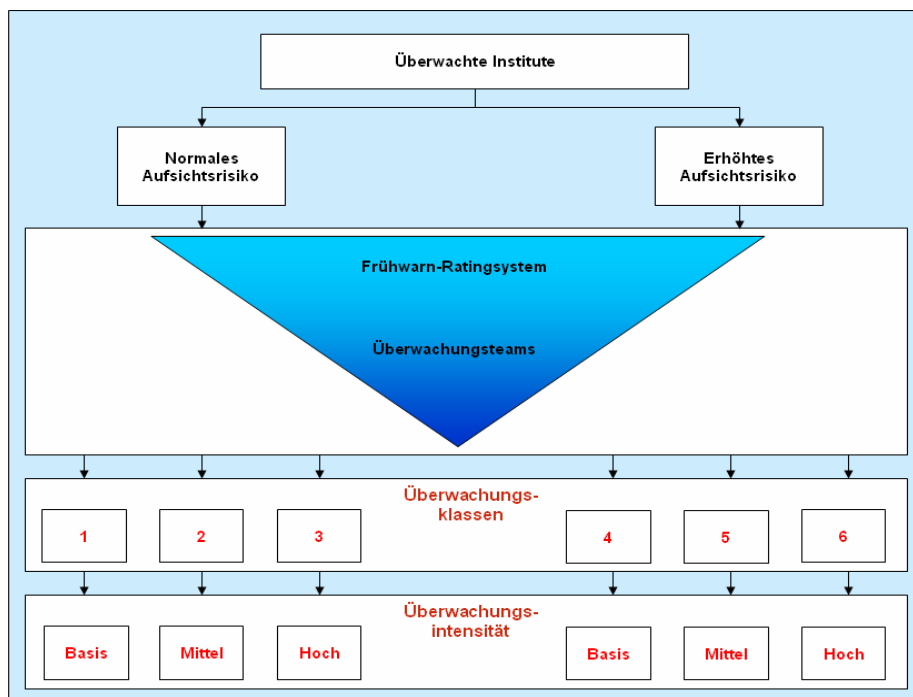 Überwachte Institute
Normales
Aufsichtsrisiko
Erhöhtes
Aufsichtsrisiko
Frühwarn-Ratingsystem
Überwachungsteams
Überwachungs-
klassen
1 2 3 4 5 6
Überwachungs-
intensität
Basis Mittel Hoch Basis Mittel Hoch